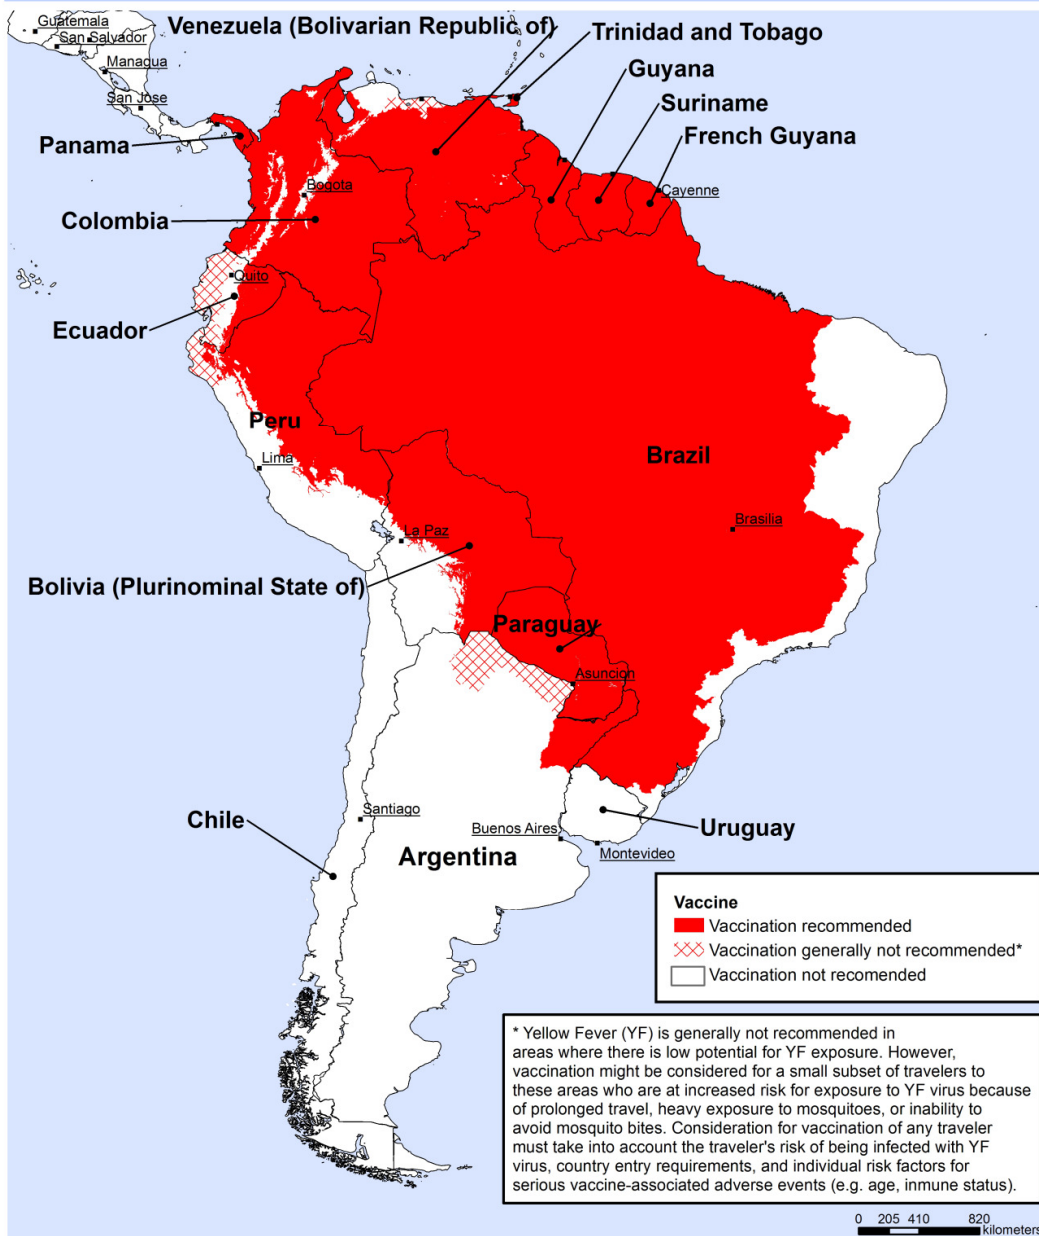 Guatemala
San Salvador
Managua
San Jose
Venezuela (Bolivarian Republic of)
Trinidad and Tobago
Guyana
Suriname
French Guyana
Panama
Cayenne
Bogota
Colombia
Quito
Ecuador
Peru
Lima
Brazil
Brasilia
La Paz
Bolivia (Plurinominal State of)
Paraguay
Asuncion
Santiago
Chile
Buenos Aires
Uruguay
Montevideo
Argentina
Vaccine
Vaccination recommended
Vaccination generally not recommended*
Vaccination not recomended
* Yellow Fever (YF) is generally not recommended in
areas where there is low potential for YF exposure. However,
vaccination might be considered for a small subset of travelers to
these areas who are at increased risk for exposure to YF virus because
of prolonged travel, heavy exposure to mosquitoes, or inability to
avoid mosquito bites. Consideration for vaccination of any traveler
must take into account the traveler's risk of being infected with YF
virus, country entry requirements, and individual risk factors for
serious vaccine-associated adverse events (e.g. age, inmune status).
0 205 410 820
kilometers